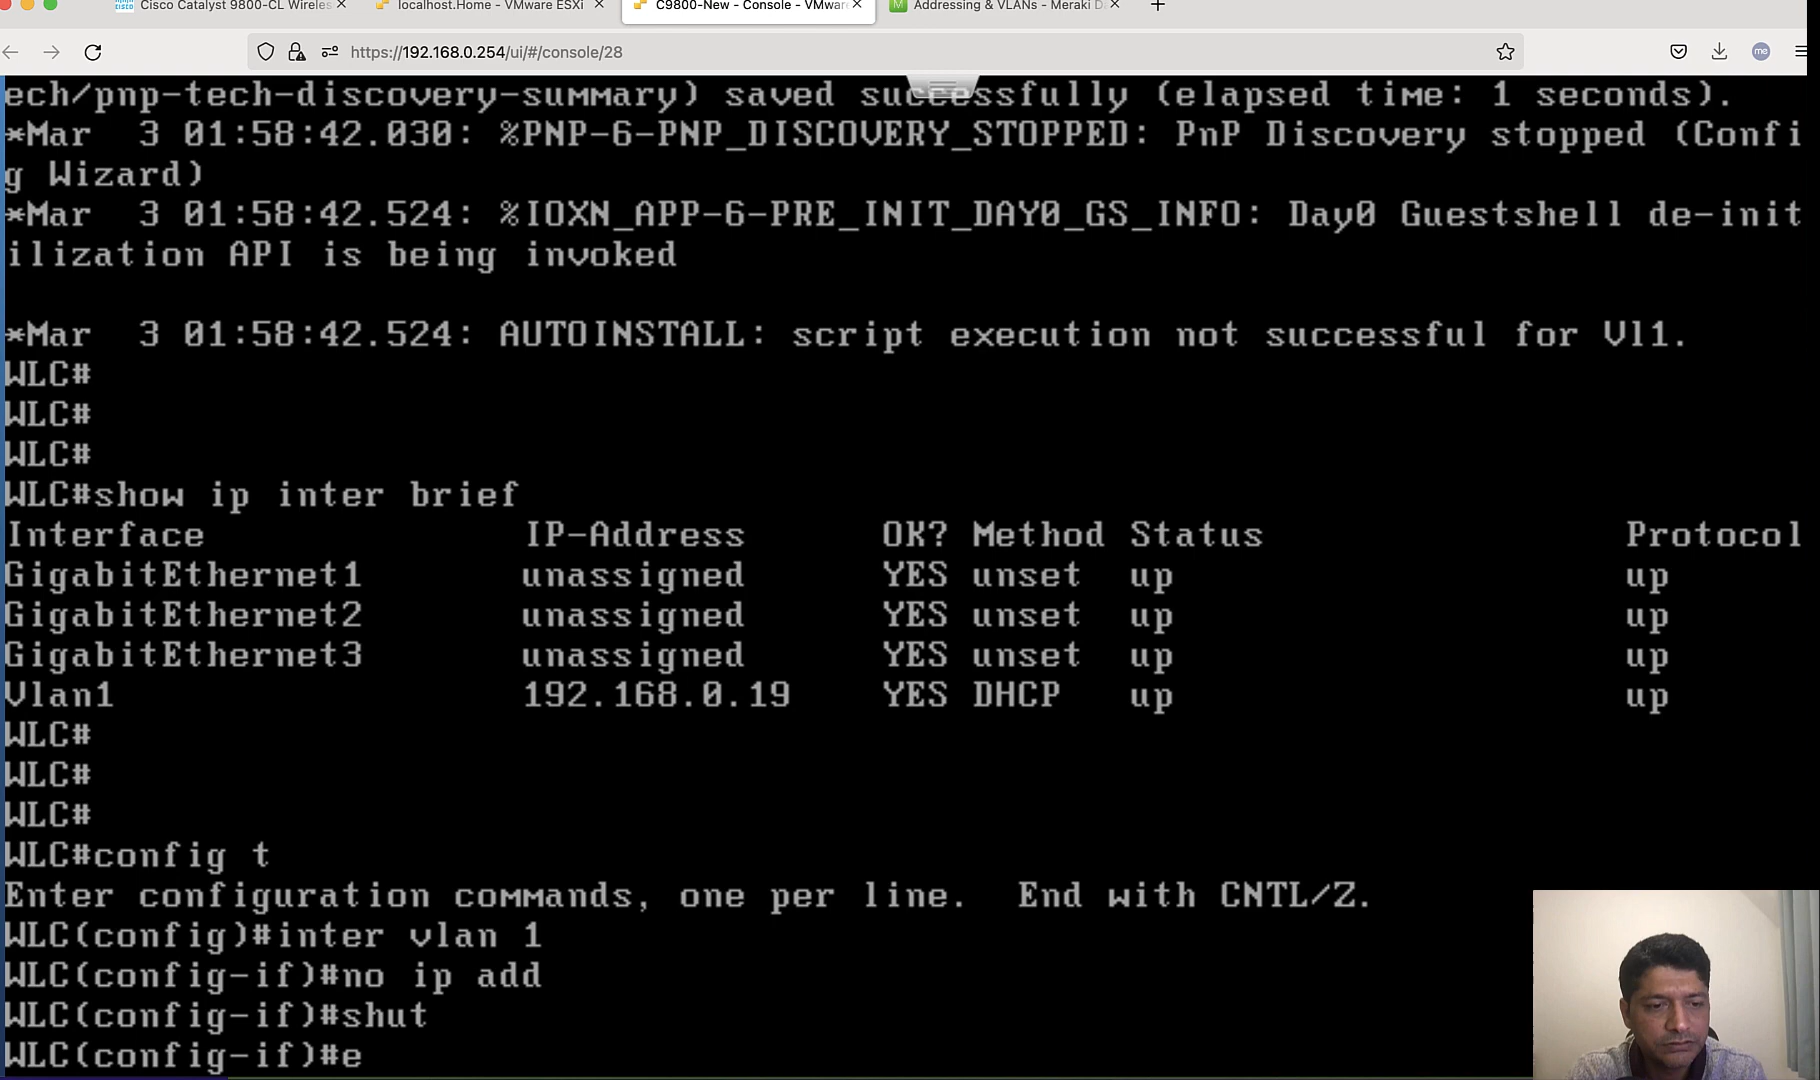 Cisco Catalyst 9800-CL Wireles
localhost.Home - VMware ESXi
C9800-New - Console - VMware
Addressing & VLANs - Meraki D
https://192.168.0.254/ui/#/console/28
me
ech/pnp-tech-discovery-summary) saved successfully (elapsed time: 1 seconds).
*Mar  3 01:58:42.030: %PNP-6-PNP_DISCOVERY_STOPPED: PnP Discovery stopped (Confi
g Wizard)
*Mar  3 01:58:42.524: %IOXN_APP-6-PRE_INIT_DAY0_GS_INFO: Day0 Guestshell de-init
ilization API is being invoked
*Mar  3 01:58:42.524: AUTOINSTALL: script execution not successful for Vl1.
WLC#
WLC#
WLC#
WLC#show ip inter brief
Interface IP-Address OK? Method Status Protocol
GigabitEthernet1 unassigned YES unset up up
GigabitEthernet2 unassigned YES unset up up
GigabitEthernet3 unassigned YES unset up up
Vlan1 192.168.0.19 YES DHCP up up
WLC#
WLC#
WLC#
WLC#config t
Enter configuration commands, one per line.  End with CNTL/Z.
WLC(config)#inter vlan 1
WLC(config-if)#no ip add
WLC(config-if)#shut
WLC(config-if)#e